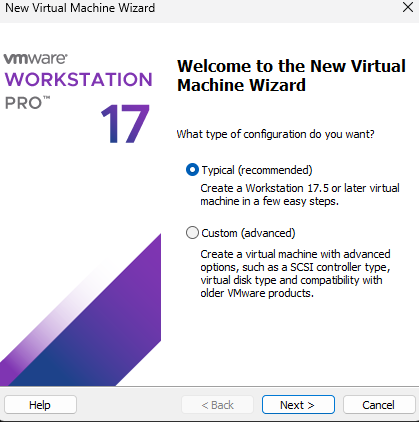 New Virtual Machine Wizard
vmware®
WORKSTATION
PRO™
17
Welcome to the New Virtual
Machine Wizard
What type of configuration do you want?
Typical (recommended)
Create a Workstation 17.5 or later virtual
machine in a few easy steps.
Custom (advanced)
Create a virtual machine with advanced
options, such as a SCSI controller type,
virtual disk type and compatibility with
older VMware products.
Help
< Back
Next >
Cancel